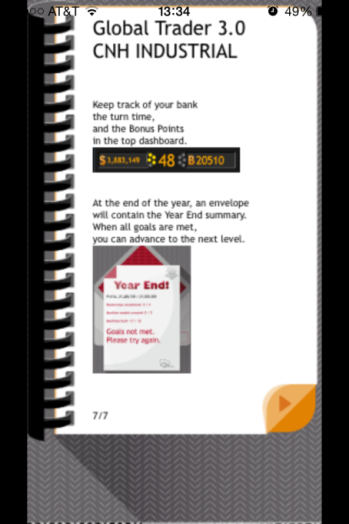 AT&T 13:34 49%
Global Trader 3.0
CNH INDUSTRIAL
Keep track of your bank
the turn time,
and the Bonus Points
in the top dashboard.
$1,883,149 48 B20510
At the end of the year, an envelope
will contain the Year End summary.
When all goals are met,
you can advance to the next level.
Year End!
Goals not met.
Please try again.
7/7